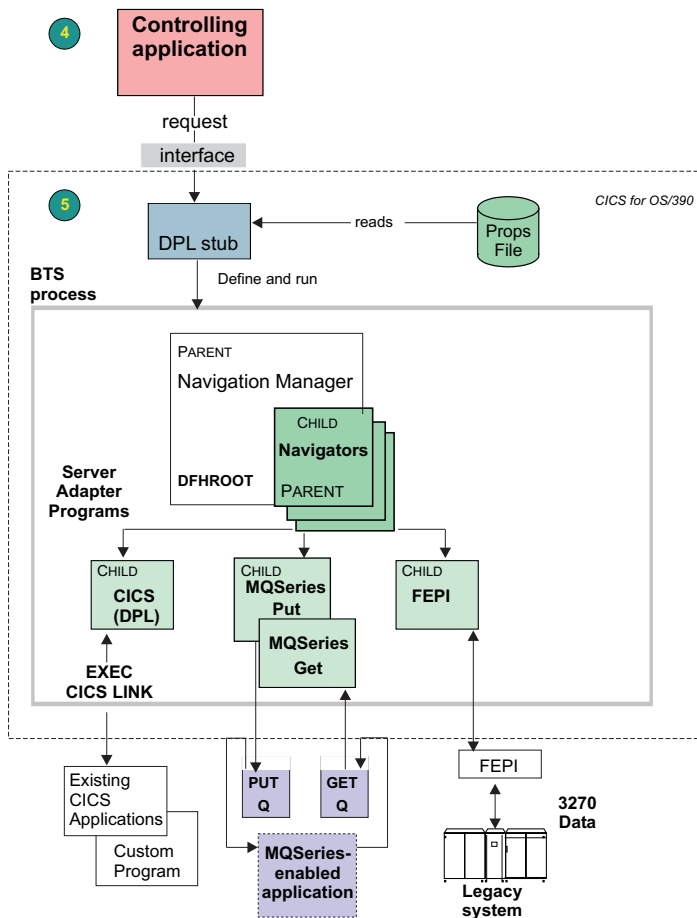 4
Controlling
application
request
interface
5
CICS for OS/390
DPL stub
reads
Props
File
Define and run
BTS
process
PARENT
Navigation Manager
CHILD
Navigators
DFHROOT
PARENT
Server
Adapter
Programs
CHILD
CICS
(DPL)
CHILD
MQSeries
Put
MQSeries
Get
CHILD
FEPI
EXEC
CICS LINK
Existing
CICS
Applications
Custom
Program
PUT
Q
GET
Q
MQSeries-
enabled
application
FEPI
3270
Data
Legacy
system